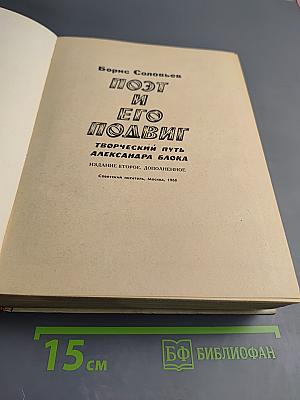 Борис Соловьев
ПОЭТ
И
ЕГО
ПОДВИГ
ТВОРЧЕСКИЙ ПУТЬ
АЛЕКСАНДРА БЛОКА
ИЗДАНИЕ ВТОРОЕ, ДОПОЛНЕННОЕ
Советский писатель, Москва, 1968
15 см
БФ БИБЛИОФАН